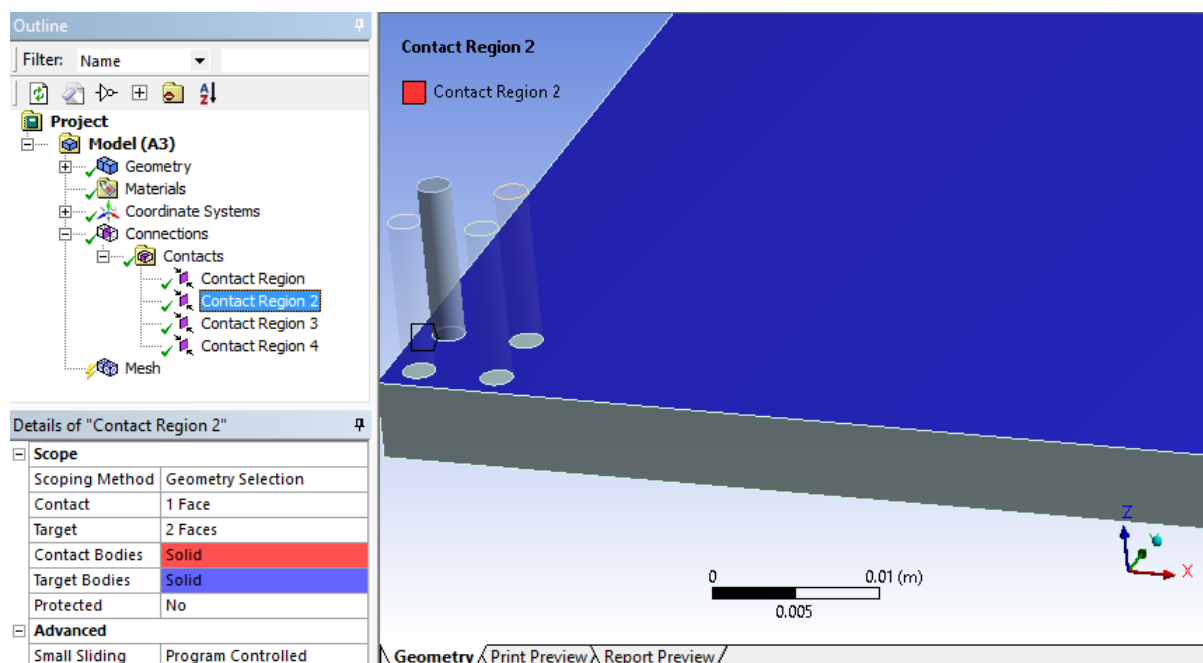 Outline
Filter: Name
Project
Model (A3)
Geometry
Materials
Coordinate Systems
Connections
Contacts
Contact Region
Contact Region 2
Contact Region 3
Contact Region 4
Mesh
Details of "Contact Region 2"
Scope
Scoping Method Geometry Selection
Contact 1 Face
Target 2 Faces
Contact Bodies Solid
Target Bodies Solid
Protected No
Advanced
Small Sliding Program Controlled
Contact Region 2
Contact Region 2
0 0.01 (m)
0.005
Z
X
Geometry Print Preview Report Preview